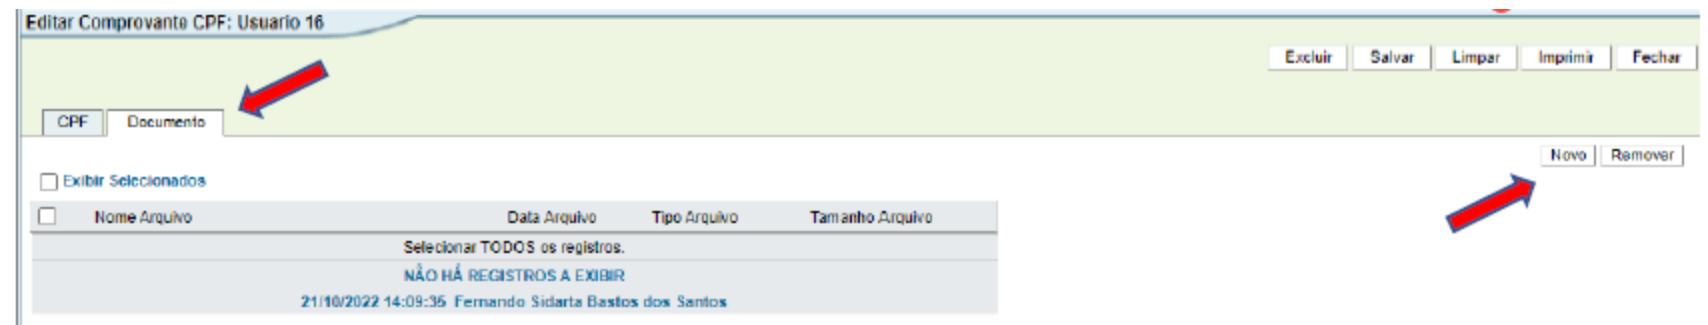 Editar Comprovante CPF: Usuario 16
Excluir Salvar Limpar Imprimir Fechar
CPF Documento
Novo Remover
Exibir Selecionados
Nome Arquivo Data Arquivo Tipo Arquivo Tamanho Arquivo
Selecionar TODOS os registros.
NÃO HÁ REGISTROS A EXIBIR
21/10/2022 14:09:35 Fernando Sidarta Bastos dos Santos